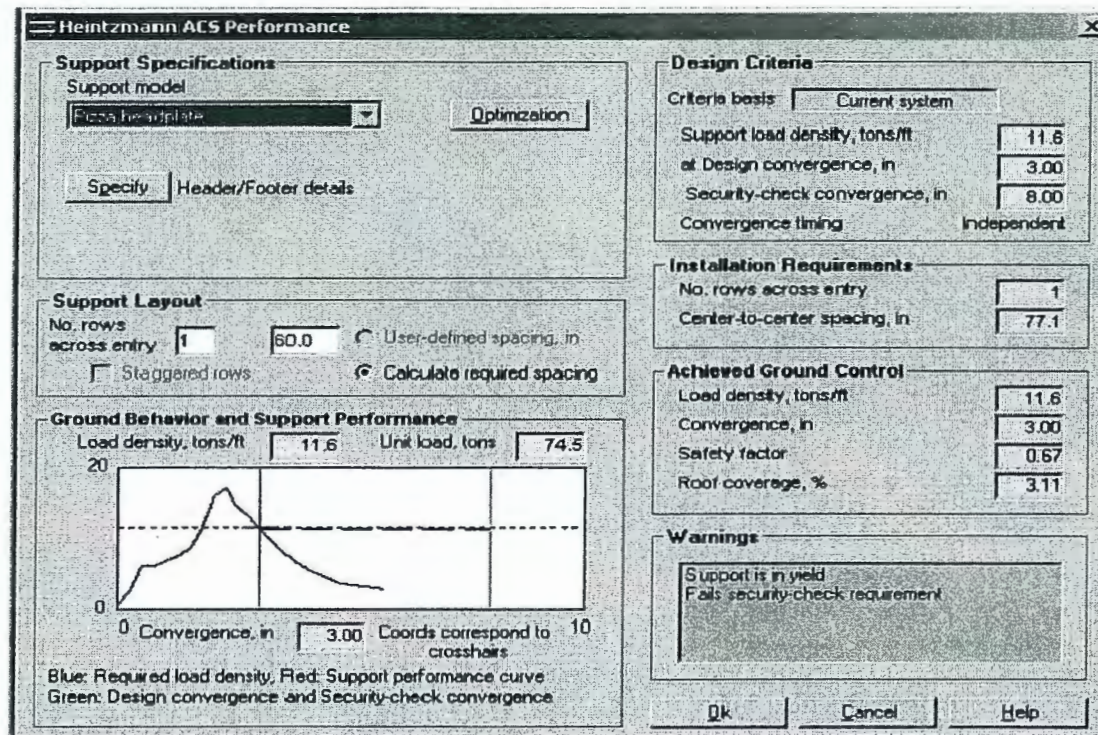 Heintzmann ACS Performance
Support Specifications
Support model
Pizza headplate
Optimization
Specify Header/Footer details
Support Layout
No. rows across entry 1 60.0 User-defined spacing, in
Staggered rows Calculate required spacing
Ground Behavior and Support Performance
Load density, tons/ft 11.6 Unit load, tons 74.5
20
0
0 Convergence, in 3.00 Coords correspond to crosshairs 10
Blue: Required load density, Red: Support performance curve
Green: Design convergence and Security-check convergence
Design Criteria
Criteria basis Current system
Support load density, tons/ft 11.6
at Design convergence, in 3.00
Security-check convergence, in 8.00
Convergence timing Independent
Installation Requirements
No. rows across entry 1
Center-to-center spacing, in 77.1
Achieved Ground Control
Load density, tons/ft 11.6
Convergence, in 3.00
Safety factor 0.67
Roof coverage, % 3.11
Warnings
Support is in yield
Fails security-check requirement
Ok Cancel Help